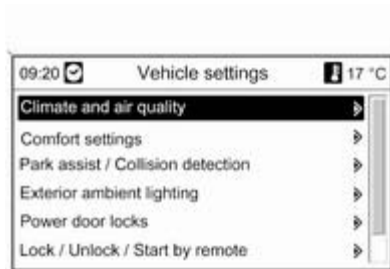 09:20 Vehicle settings 17 °C
Climate and air quality
Comfort settings
Park assist / Collision detection
Exterior ambient lighting
Power door locks
Lock / Unlock / Start by remote